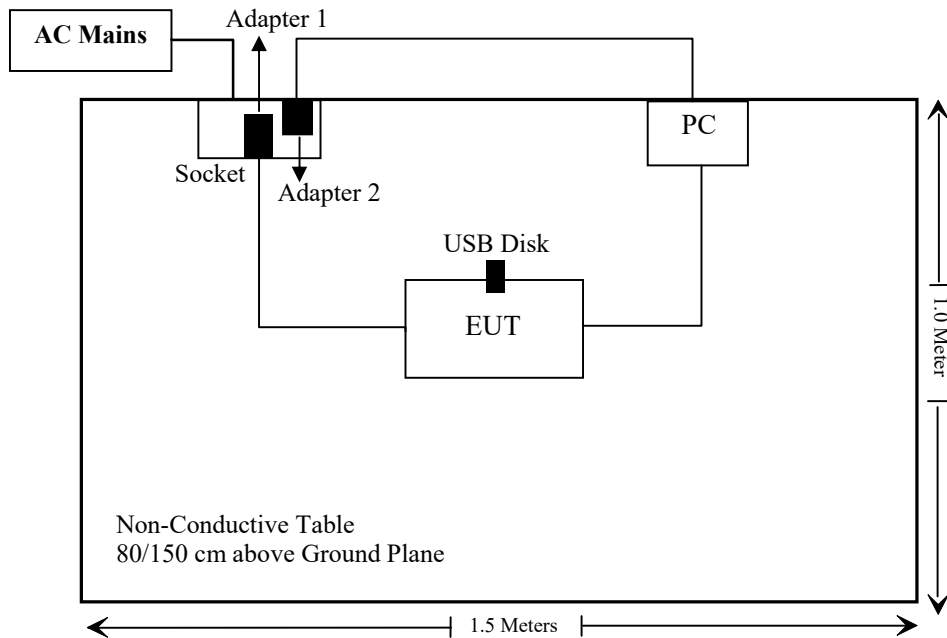 Adapter 1
AC Mains
PC
Socket
Adapter 2
USB Disk
EUT
1.0 Meter
Non-Conductive Table
80/150 cm above Ground Plane
1.5 Meters